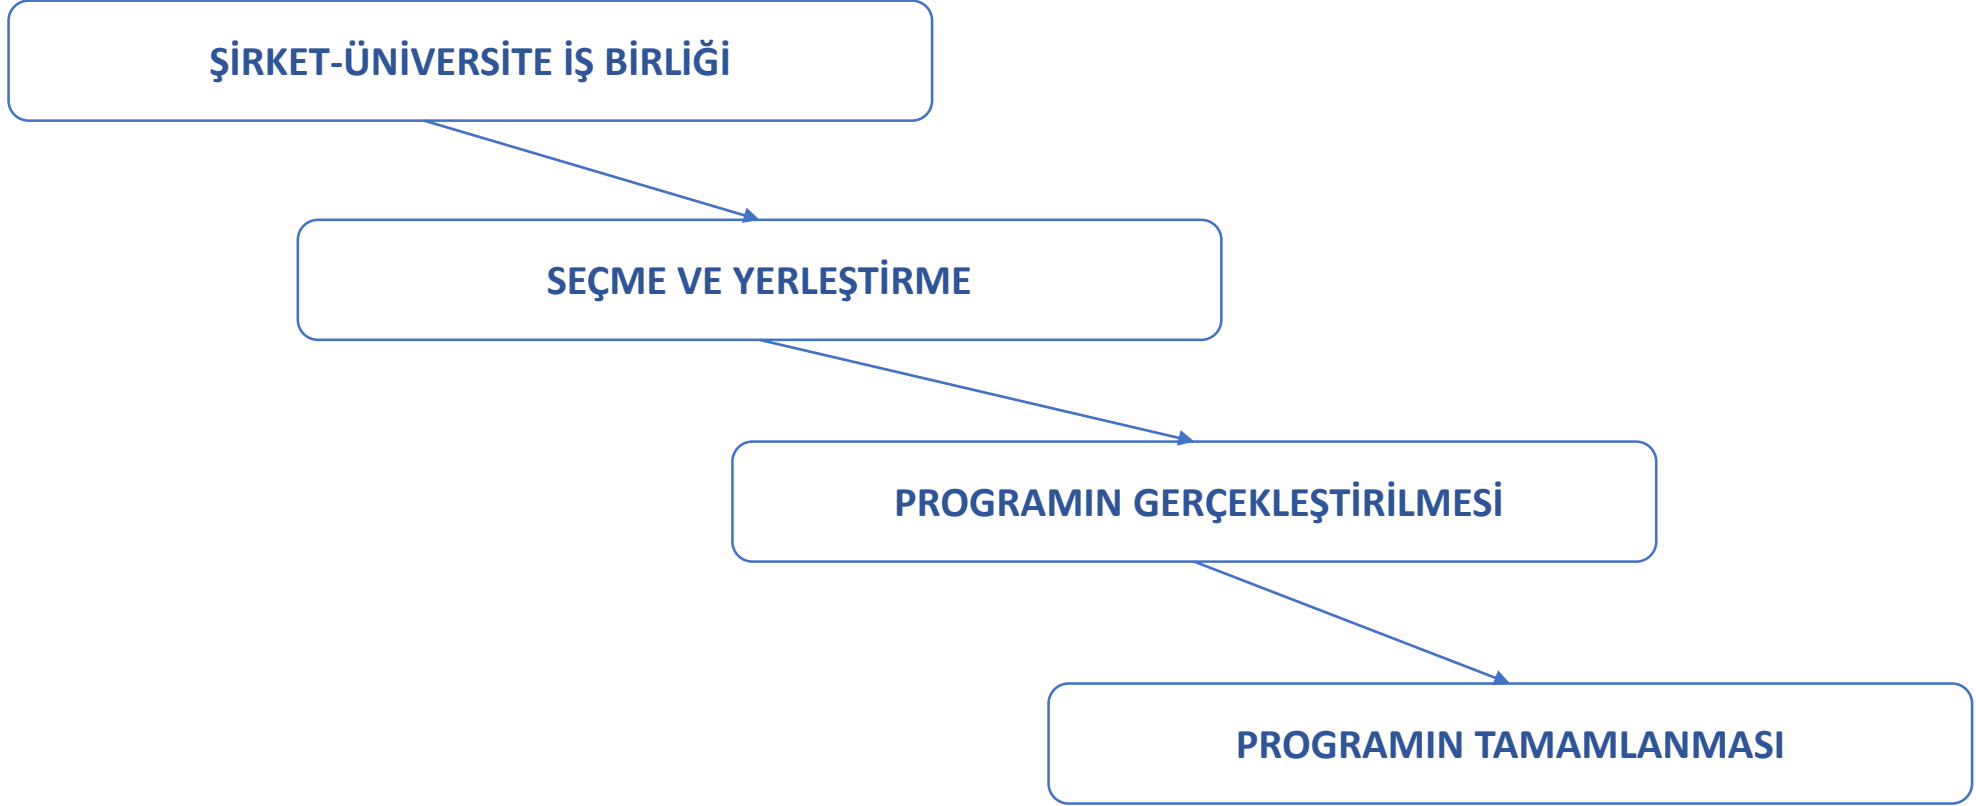 ŞİRKET-ÜNİVERSİTE İŞ BİRLİĞİ
SEÇME VE YERLEŞTİRME
PROGRAMIN GERÇEKLEŞTİRİLMESİ
PROGRAMIN TAMAMLANMASI